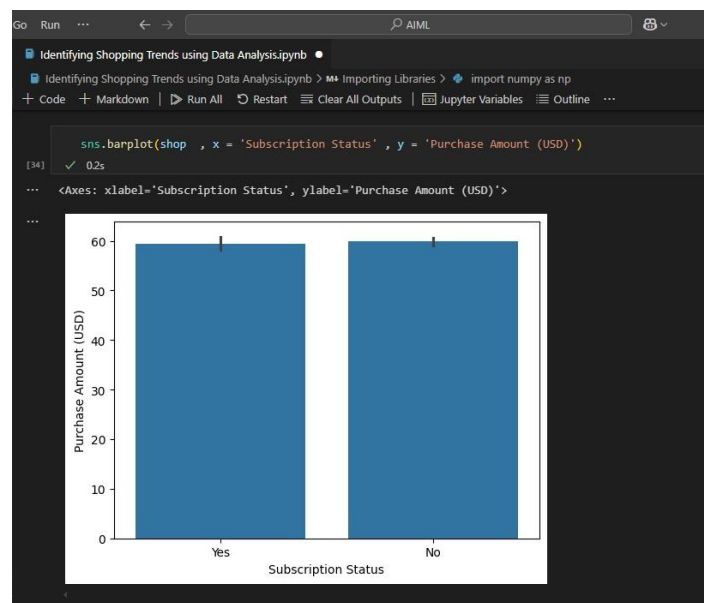 Go Run ··· ← → AIML
Identifying Shopping Trends using Data Analysis.ipynb ●
Identifying Shopping Trends using Data Analysis.ipynb > M↓ Importing Libraries > import numpy as np
+ Code + Markdown | Run All Restart Clear All Outputs | Jupyter Variables Outline ···
sns.barplot(shop , x = 'Subscription Status' , y = 'Purchase Amount (USD)')
[34] ✓ 0.2s
··· <Axes: xlabel='Subscription Status', ylabel='Purchase Amount (USD)'>
···
60
50
40
30
20
10
0
Purchase Amount (USD)
Yes No
Subscription Status